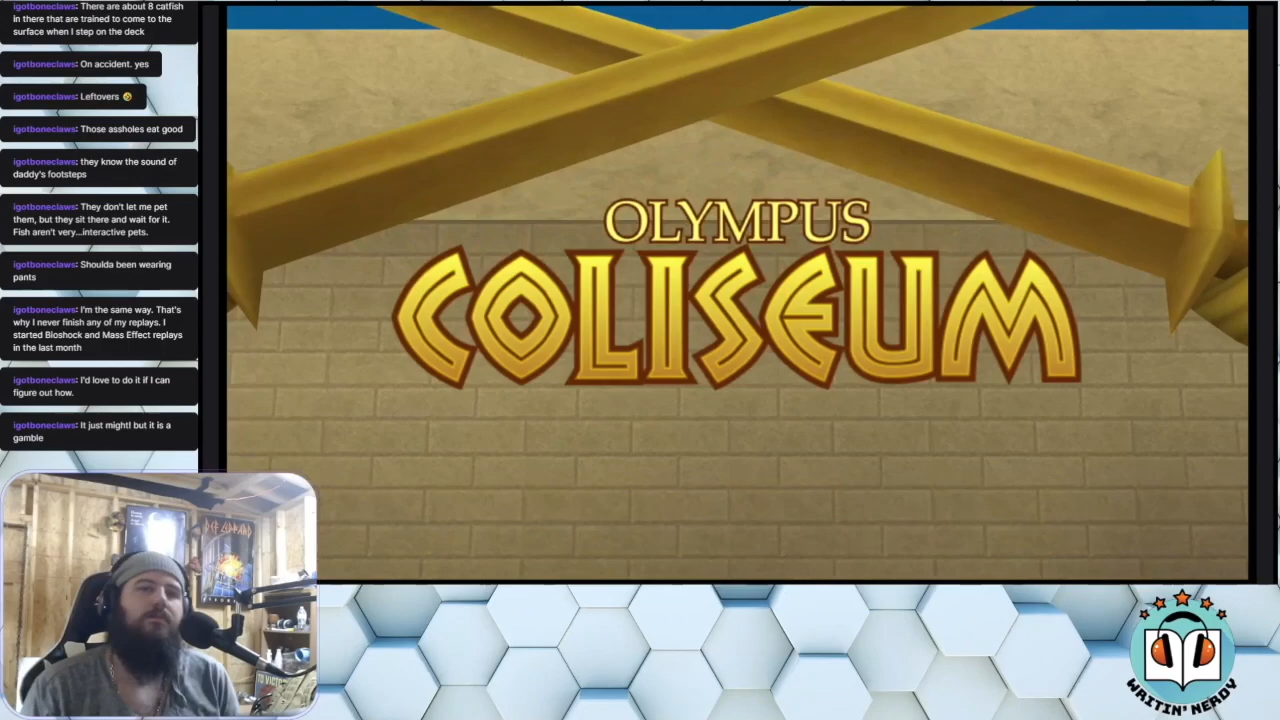 igotboneclaws: There are about 8 catfish
in there that are trained to come to the
surface when I step on the deck
igotboneclaws: On accident. yes
igotboneclaws: Leftovers 🤣
igotboneclaws: Those assholes eat good
igotboneclaws: they know the sound of
daddy's footsteps
igotboneclaws: They don't let me pet
them, but they sit there and wait for it.
Fish aren't very...interactive pets.
igotboneclaws: Shoulda been wearing
pants
igotboneclaws: I'm the same way. That's
why I never finish any of my replays. I
started Bloshock and Mass Effect replays
in the last month
igotboneclaws: I'd love to do it if I can
figure out how.
igotboneclaws: It just might! but it is a
gamble
OLYMPUS
COLISEUM
DEF LEPPARD
WRITIN' NERDY